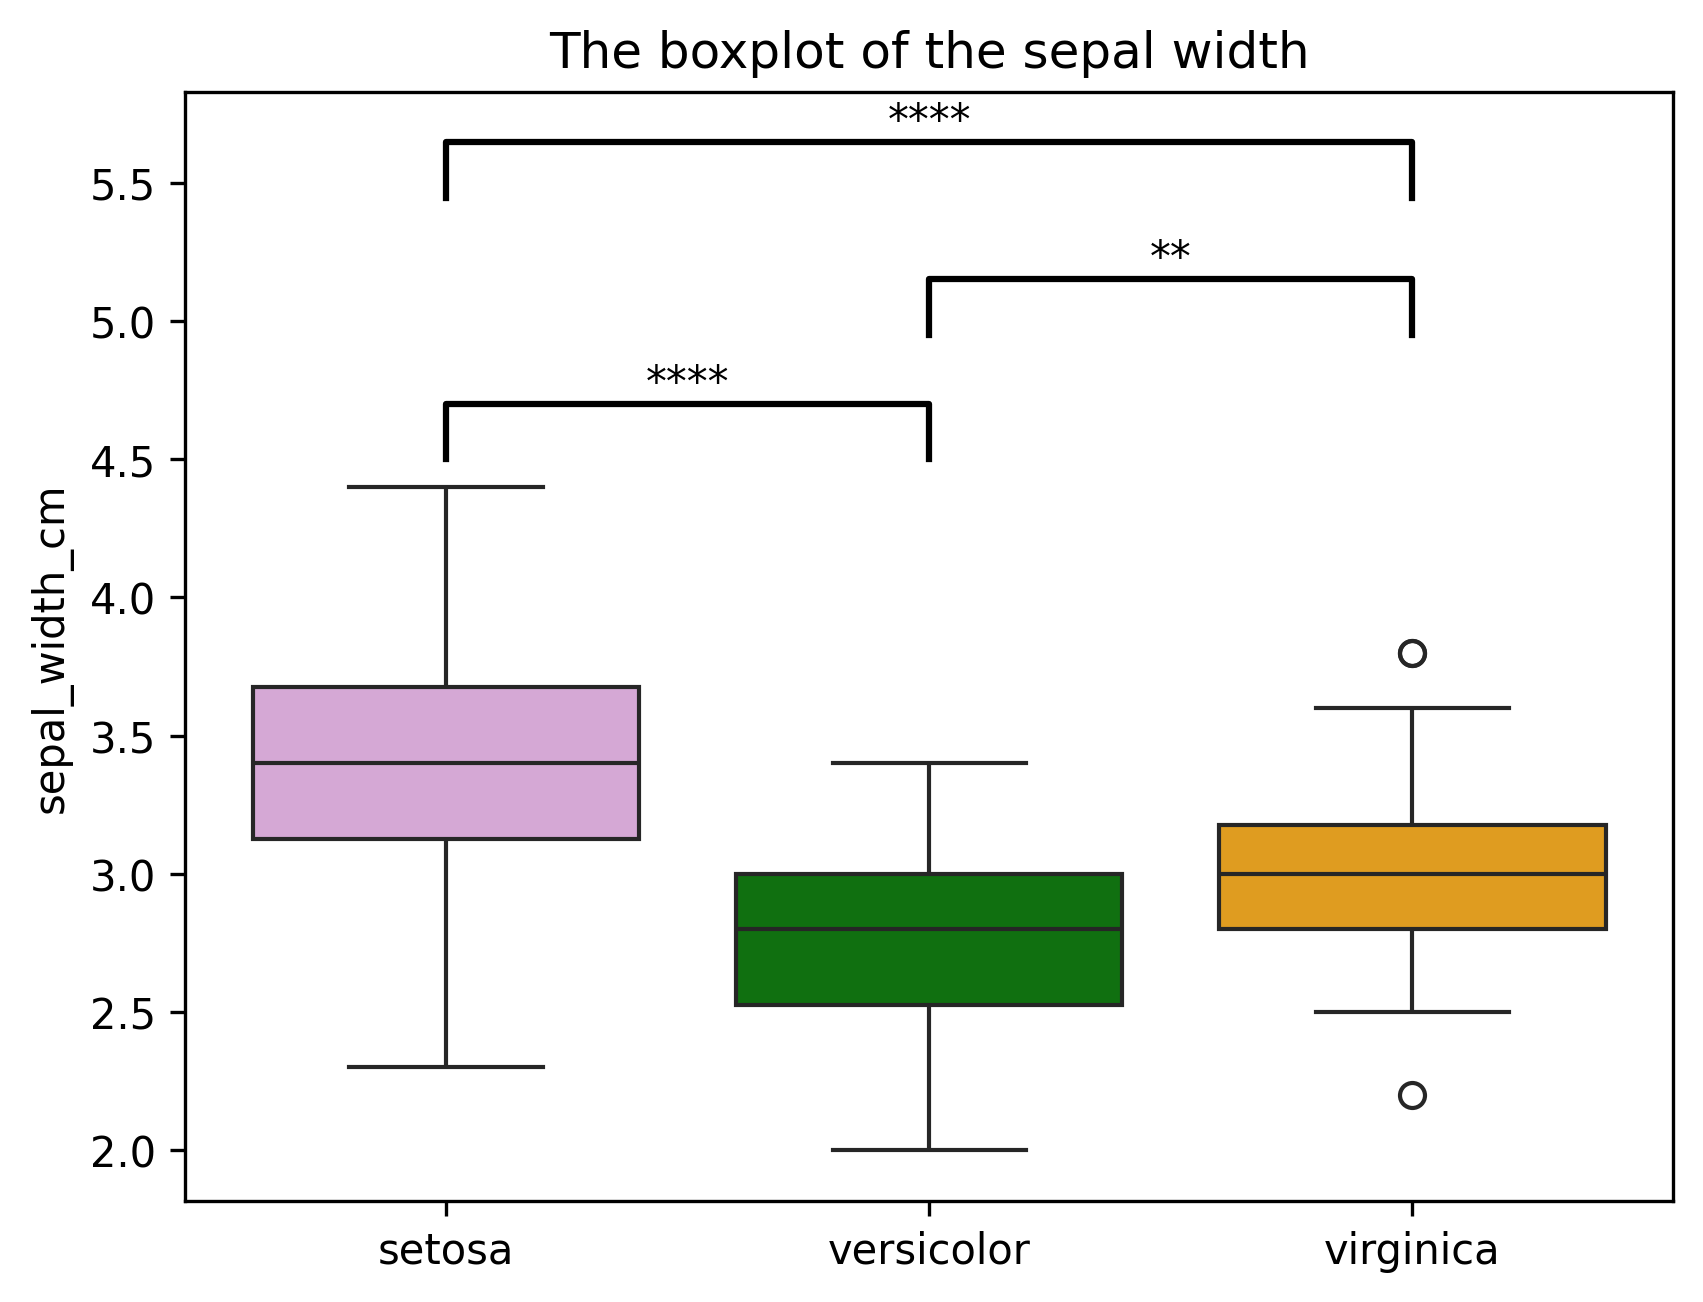 The boxplot of the sepal width
****
5.5
**
5.0
****
4.5
4.0
3.5
3.0
2.5
2.0
sepal_width_cm
setosa
versicolor
virginica